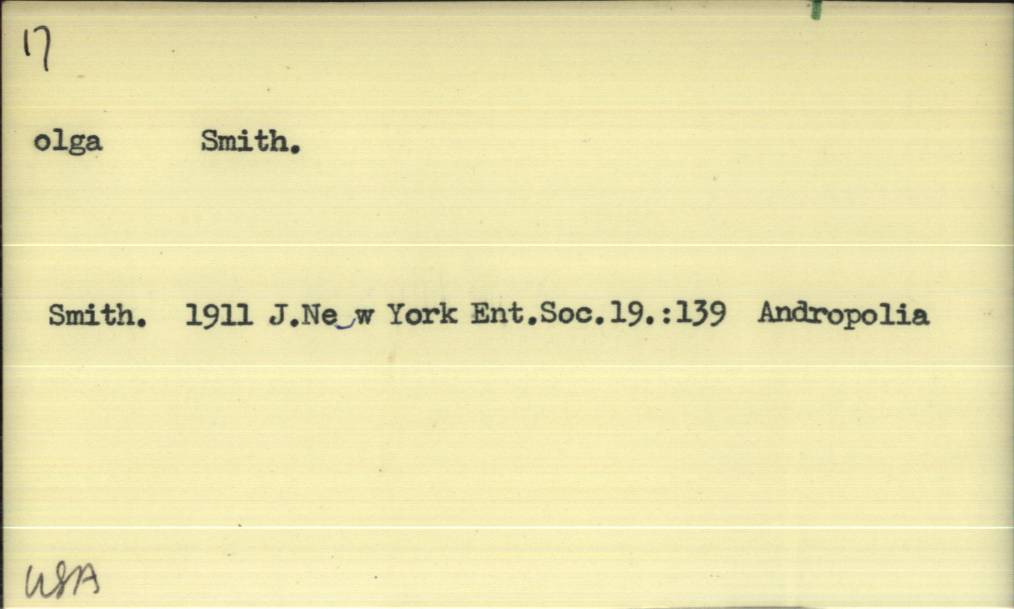 17
olga Smith.
Smith. 1911 J.New York Ent.Soc.19.:139 Andropolia
USA